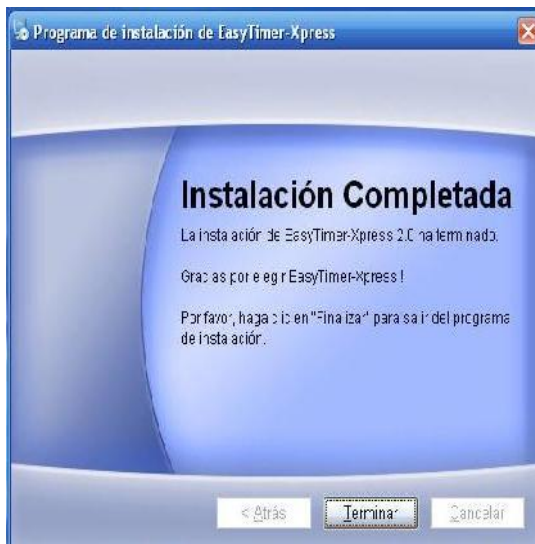 Programa de instalación de EasyTimer-Xpress
Instalación Completada
La instalación de EasyTimer-Xpress 2.0 ha terminado.
Gracias por elegir EasyTimer-Xpress !
Por favor, haga clic en "Finalizar" para salir del programa
de instalación.
< Atrás
Terminar
Cancelar